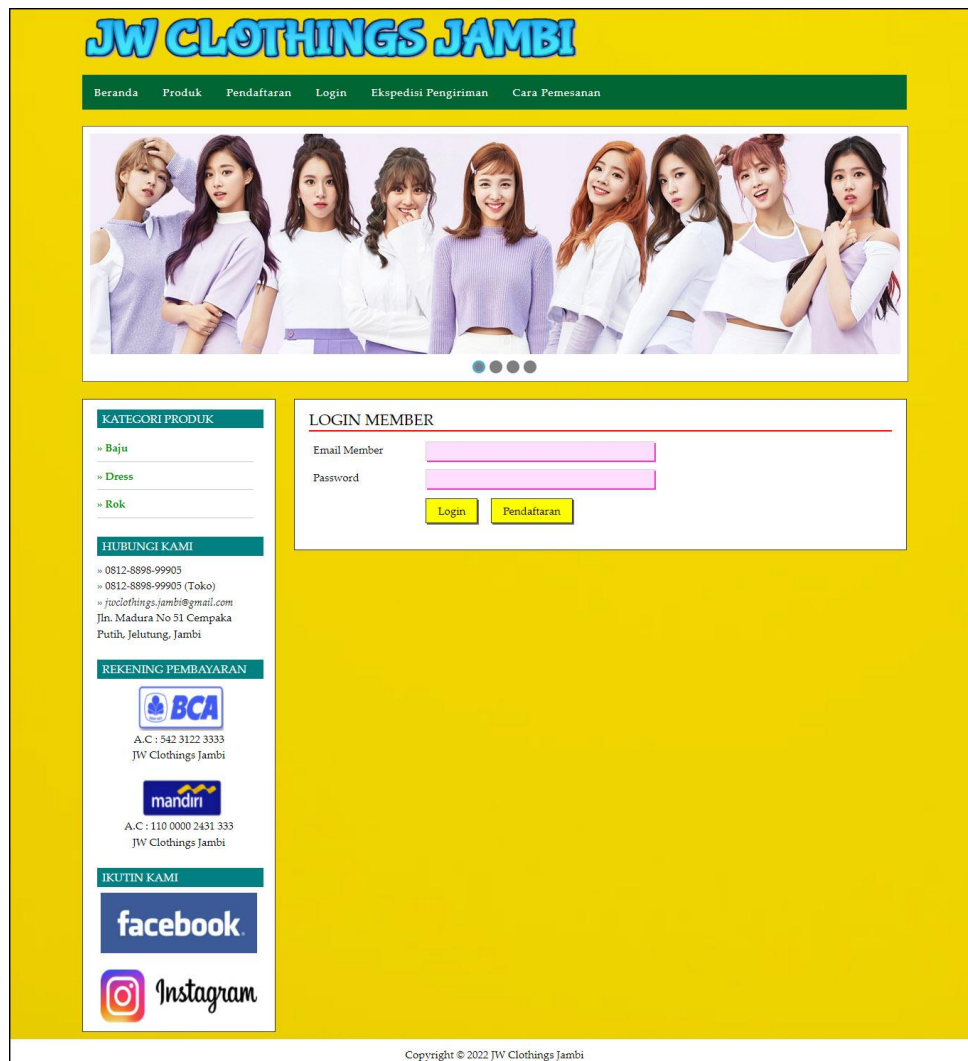 JW CLOTHINGS JAMBI
Beranda Produk Pendaftaran Login Ekspedisi Pengiriman Cara Pemesanan
KATEGORI PRODUK
» Baju
» Dress
» Rok
HUBUNGI KAMI
» 0812-8898-99905
» 0812-8898-99905 (Toko)
» jwclothings.jambi@gmail.com
Jln. Madura No 51 Cempaka
Putih, Jelutung, Jambi
REKENING PEMBAYARAN
BCA
A.C : 542 3122 3333
JW Clothings Jambi
mandiri
A.C : 110 0000 2431 333
JW Clothings Jambi
IKUTIN KAMI
facebook.
Instagram
LOGIN MEMBER
Email Member
Password
Login Pendaftaran
Copyright © 2022 JW Clothings Jambi